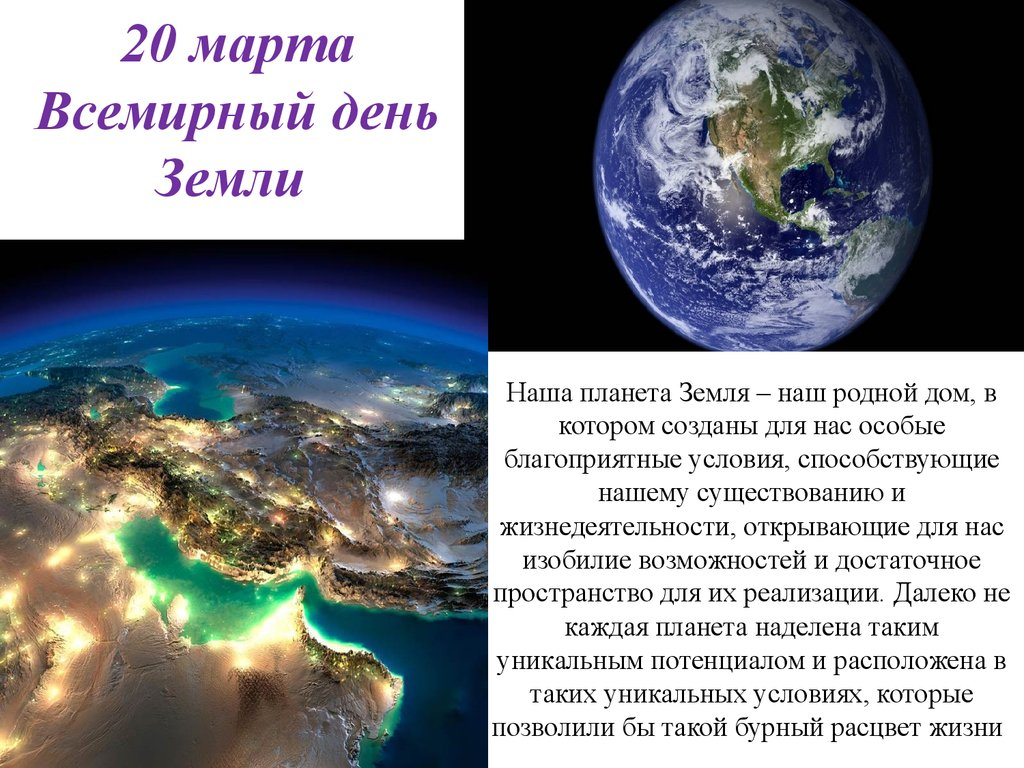 20 марта
Всемирный день
Земли
Наша планета Земля – наш родной дом, в
котором созданы для нас особые
благоприятные условия, способствующие
нашему существованию и
жизнедеятельности, открывающие для нас
изобилие возможностей и достаточное
пространство для их реализации. Далеко не
каждая планета наделена таким
уникальным потенциалом и расположена в
таких уникальных условиях, которые
позволили бы такой бурный расцвет жизни